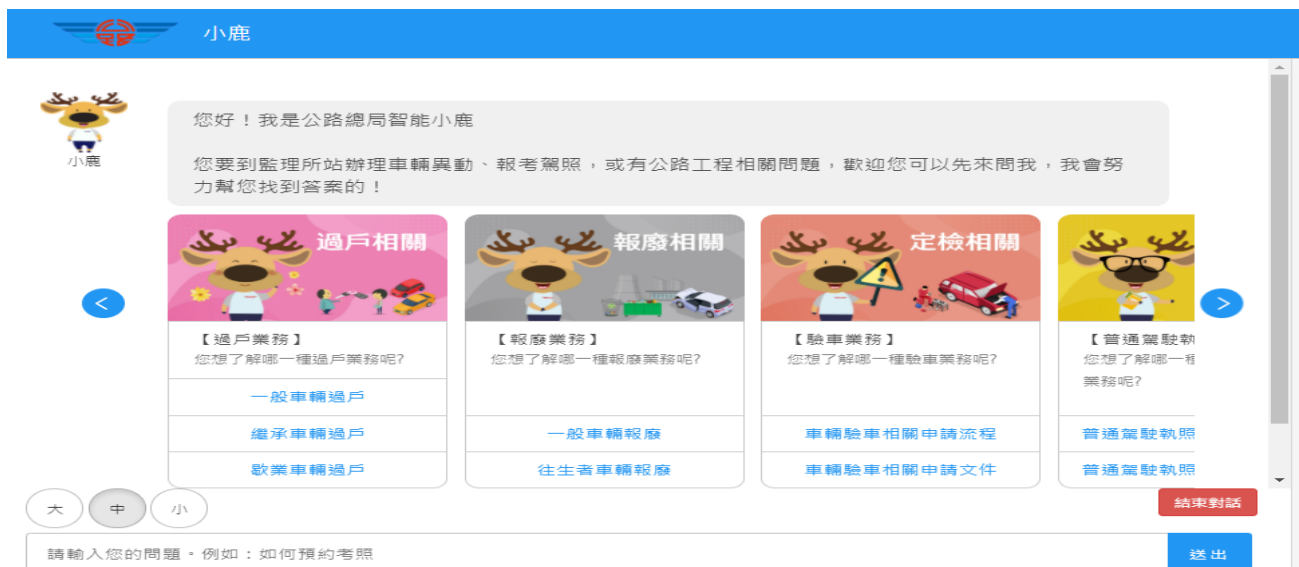 小鹿
小鹿
您好！我是公路總局智能小鹿
您要到監理所站辦理車輛異動、報考駕照，或有公路工程相關問題，歡迎您可以先來問我，我會努
力幫您找到答案的！
過戶相關
【過戶業務】
您想了解哪一種過戶業務呢?
一般車輛過戶
繼承車輛過戶
歇業車輛過戶
報廢相關
【報廢業務】
您想了解哪一種報廢業務呢?
一般車輛報廢
往生者車輛報廢
定檢相關
【驗車業務】
您想了解哪一種驗車業務呢?
車輛驗車相關申請流程
車輛驗車相關申請文件
【普通駕駛執
您想了解哪一種
業務呢?
普通駕駛執照
普通駕駛執照
<
>
大
中
小
結束對話
請輸入您的問題。例如：如何預約考照
送出